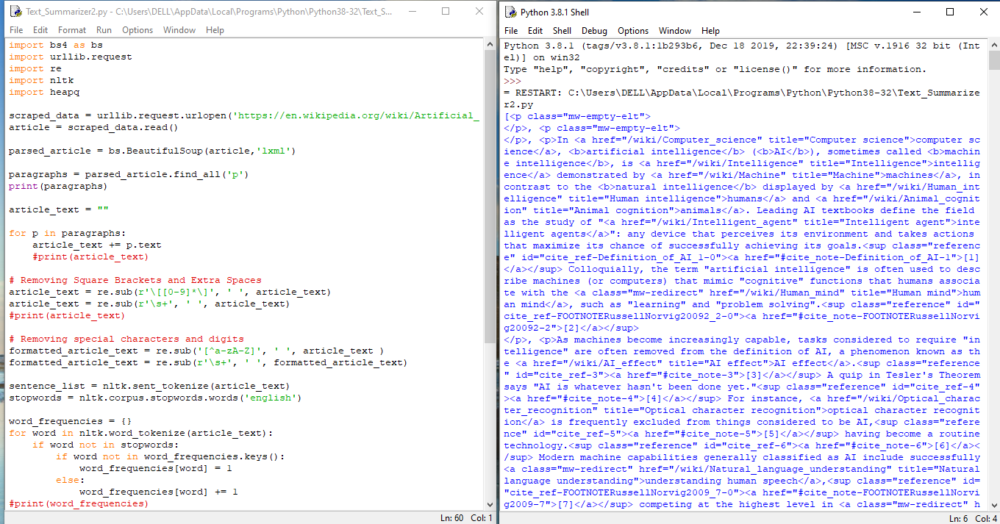 Text_Summarizer2.py - C:\Users\DELL\AppData\Local\Programs\Python\Python38-32\Text_S...
File Edit Format Run Options Window Help
import bs4 as bs
import urllib.request
import re
import nltk
import heapq
scraped_data = urllib.request.urlopen('https://en.wikipedia.org/wiki/Artificial_
article = scraped_data.read()
parsed_article = bs.BeautifulSoup(article,'lxml')
paragraphs = parsed_article.find_all('p')
print(paragraphs)
article_text = ""
for p in paragraphs:
    article_text += p.text
    #print(article_text)
# Removing Square Brackets and Extra Spaces
article_text = re.sub(r'\[[0-9]*\]', ' ', article_text)
article_text = re.sub(r'\s+', ' ', article_text)
#print(article_text)
# Removing special characters and digits
formatted_article_text = re.sub('[^a-zA-Z]', ' ', article_text )
formatted_article_text = re.sub(r'\s+', ' ', formatted_article_text)
sentence_list = nltk.sent_tokenize(article_text)
stopwords = nltk.corpus.stopwords.words('english')
word_frequencies = {}
for word in nltk.word_tokenize(article_text):
    if word not in stopwords:
        if word not in word_frequencies.keys():
            word_frequencies[word] = 1
        else:
            word_frequencies[word] += 1
#print(word_frequencies)
Ln: 60 Col: 1
Python 3.8.1 Shell
File Edit Shell Debug Options Window Help
Python 3.8.1 (tags/v3.8.1:1b293b6, Dec 18 2019, 22:39:24) [MSC v.1916 32 bit (Int
el)] on win32
Type "help", "copyright", "credits" or "license()" for more information.
>>>
= RESTART: C:\Users\DELL\AppData\Local\Programs\Python\Python38-32\Text_Summarize
r2.py
[<p class="mw-empty-elt">
</p>, <p class="mw-empty-elt">
</p>, <p>In <a href="/wiki/Computer_science" title="Computer science">computer sc
ience</a>, <b>artificial intelligence</b> (<b>AI</b>), sometimes called <b>machin
e intelligence</b>, is <a href="/wiki/Intelligence" title="Intelligence">intellig
ence</a> demonstrated by <a href="/wiki/Machine" title="Machine">machines</a>, in
contrast to the <b>natural intelligence</b> displayed by <a href="/wiki/Human_int
elligence" title="Human intelligence">humans</a> and <a href="/wiki/Animal_cognit
ion" title="Animal cognition">animals</a>. Leading AI textbooks define the field
as the study of "<a href="/wiki/Intelligent_agent" title="Intelligent agent">inte
lligent agents</a>": any device that perceives its environment and takes actions
that maximize its chance of successfully achieving its goals.<sup class="referenc
e" id="cite_ref-Definition_of_AI_1-0"><a href="#cite_note-Definition_of_AI-1">[1]
</a></sup> Colloquially, the term "artificial intelligence" is often used to desc
ribe machines (or computers) that mimic "cognitive" functions that humans associa
te with the <a class="mw-redirect" href="/wiki/Human_mind" title="Human mind">hum
an mind</a>, such as "learning" and "problem solving".<sup class="reference" id="
cite_ref-FOOTNOTERussellNorvig20092_2-0"><a href="#cite_note-FOOTNOTERussellNorvi
g20092-2">[2]</a></sup>
</p>, <p>As machines become increasingly capable, tasks considered to require "in
telligence" are often removed from the definition of AI, a phenomenon known as th
e <a href="/wiki/AI_effect" title="AI effect">AI effect</a>.<sup class="reference
" id="cite_ref-3"><a href="#cite_note-3">[3]</a></sup> A quip in Tesler's Theorem
says "AI is whatever hasn't been done yet."<sup class="reference" id="cite_ref-4"
><a href="#cite_note-4">[4]</a></sup> For instance, <a href="/wiki/Optical_charac
ter_recognition" title="Optical character recognition">optical character recognit
ion</a> is frequently excluded from things considered to be AI,<sup class="refere
nce" id="cite_ref-5"><a href="#cite_note-5">[5]</a></sup> having become a routine
technology.<sup class="reference" id="cite_ref-6"><a href="#cite_note-6">[6]</a><
/sup> Modern machine capabilities generally classified as AI include successfully
<a class="mw-redirect" href="/wiki/Natural_language_understanding" title="Natural
language understanding">understanding human speech</a>,<sup class="reference" id=
"cite_ref-FOOTNOTERussellNorvig2009_7-0"><a href="#cite_note-FOOTNOTERussellNorvi
g2009-7">[7]</a></sup> competing at the highest level in <a class="mw-redirect" h
Ln: 6 Col: 4